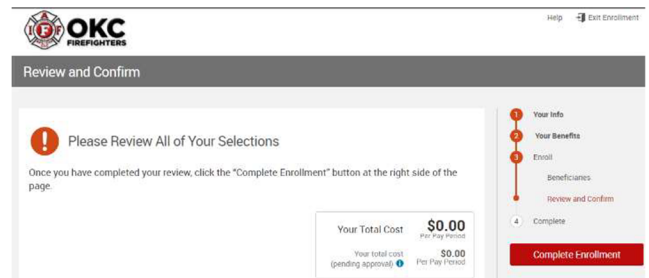 Help Exit Enrollment
IFF OKC
FIREFIGHTERS
Review and Confirm
! Please Review All of Your Selections
Once you have completed your review, click the "Complete Enrollment" button at the right side of the
page.
Your Total Cost $0.00
Per Pay Period
Your total cost $0.00
(pending approval) i Per Pay Period
1 Your Info
2 Your Benefits
3 Enroll
Beneficiaries
Review and Confirm
4 Complete
Complete Enrollment